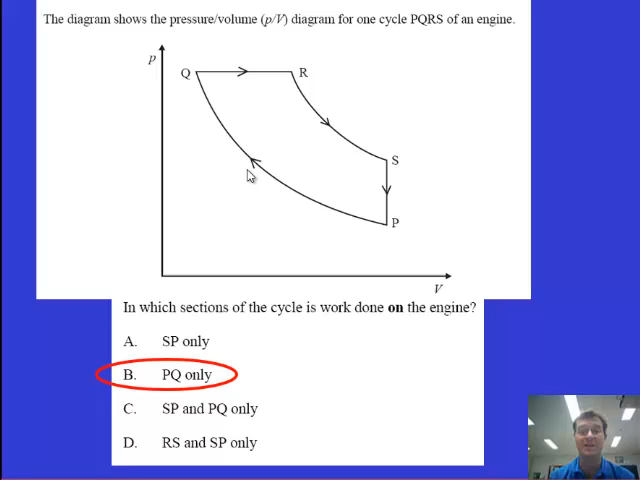 The diagram shows the pressure/volume (p/V) diagram for one cycle PQRS of an engine.
p
Q
R
S
P
V
In which sections of the cycle is work done on the engine?
A. SP only
B. PQ only
C. SP and PQ only
D. RS and SP only